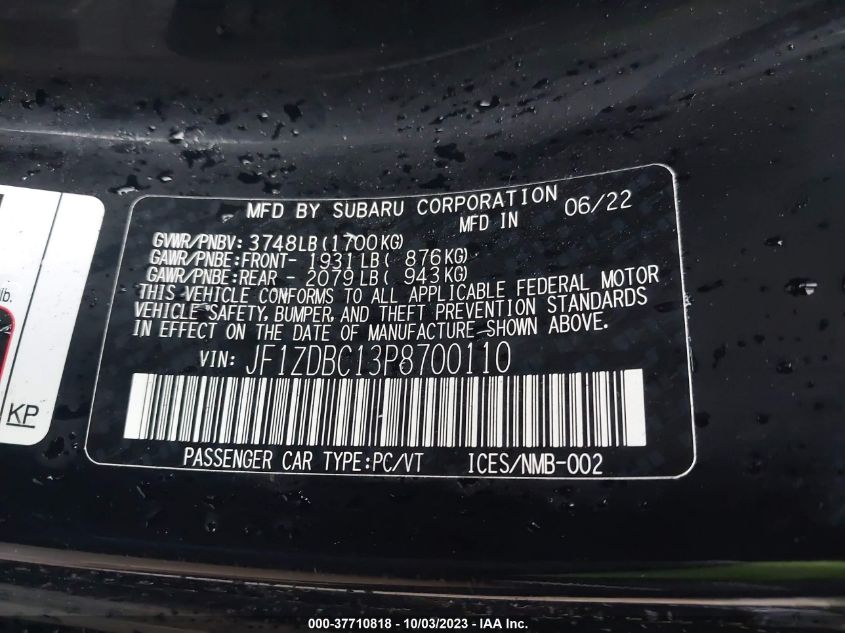 MFD BY SUBARU CORPORATION
MFD IN 06/22
GVWR/PNBV: 3748LB(1700KG)
GAWR/PNBE:FRONT- 1931LB( 876KG)
GAWR/PNBE:REAR - 2079LB( 943KG)
THIS VEHICLE CONFORMS TO ALL APPLICABLE FEDERAL MOTOR
VEHICLE SAFETY, BUMPER, AND THEFT PREVENTION STANDARDS
IN EFFECT ON THE DATE OF MANUFACTURE SHOWN ABOVE.
VIN: JF1ZDBC13P8700110
PASSENGER CAR TYPE:PC/VT ICES/NMB-002
lb.
KP
000-37710818 - 10/03/2023 - IAA Inc.